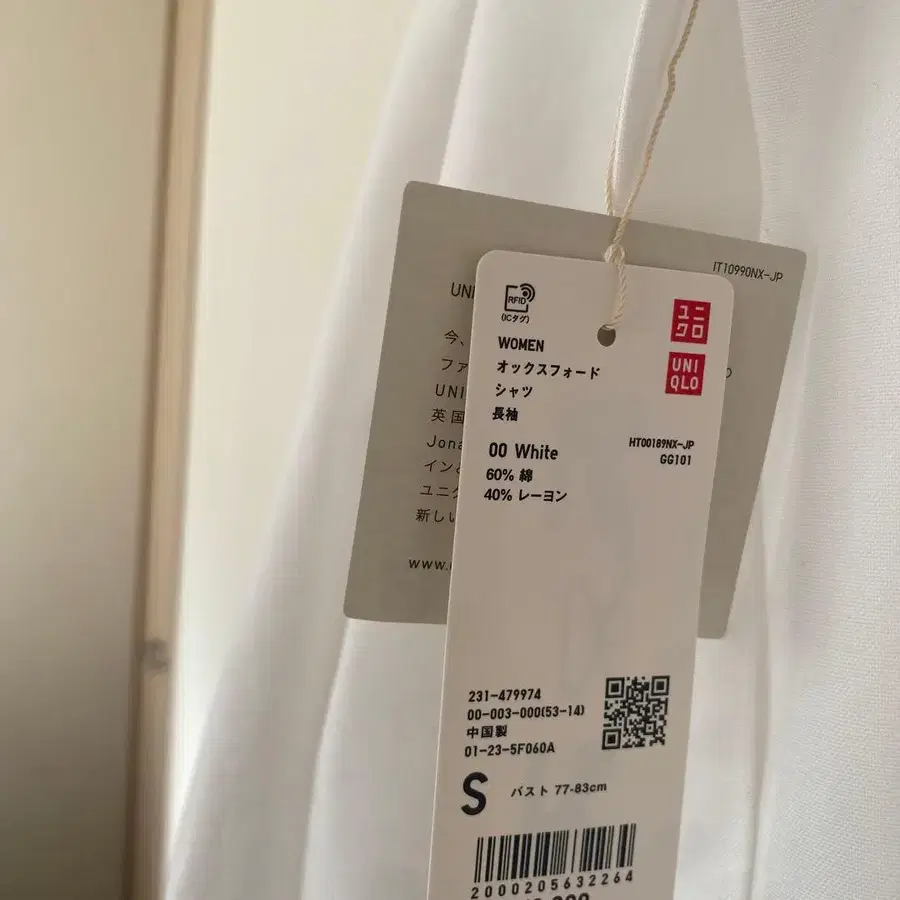 IT10990NX-JP
UNI
今、
ファ
UNI
英国
Jona
イン
ユニク
新しい
www.
RFID
(ICタグ)
ユニ
クロ
UNI
QLO
WOMEN
オックスフォード
シャツ
長袖
HT00189NX-JP
GG101
00 White
60% 綿
40% レーヨン
231-479974
00-003-000(53-14)
中国製
01-23-5F060A
S バスト 77-83cm
2000205632264